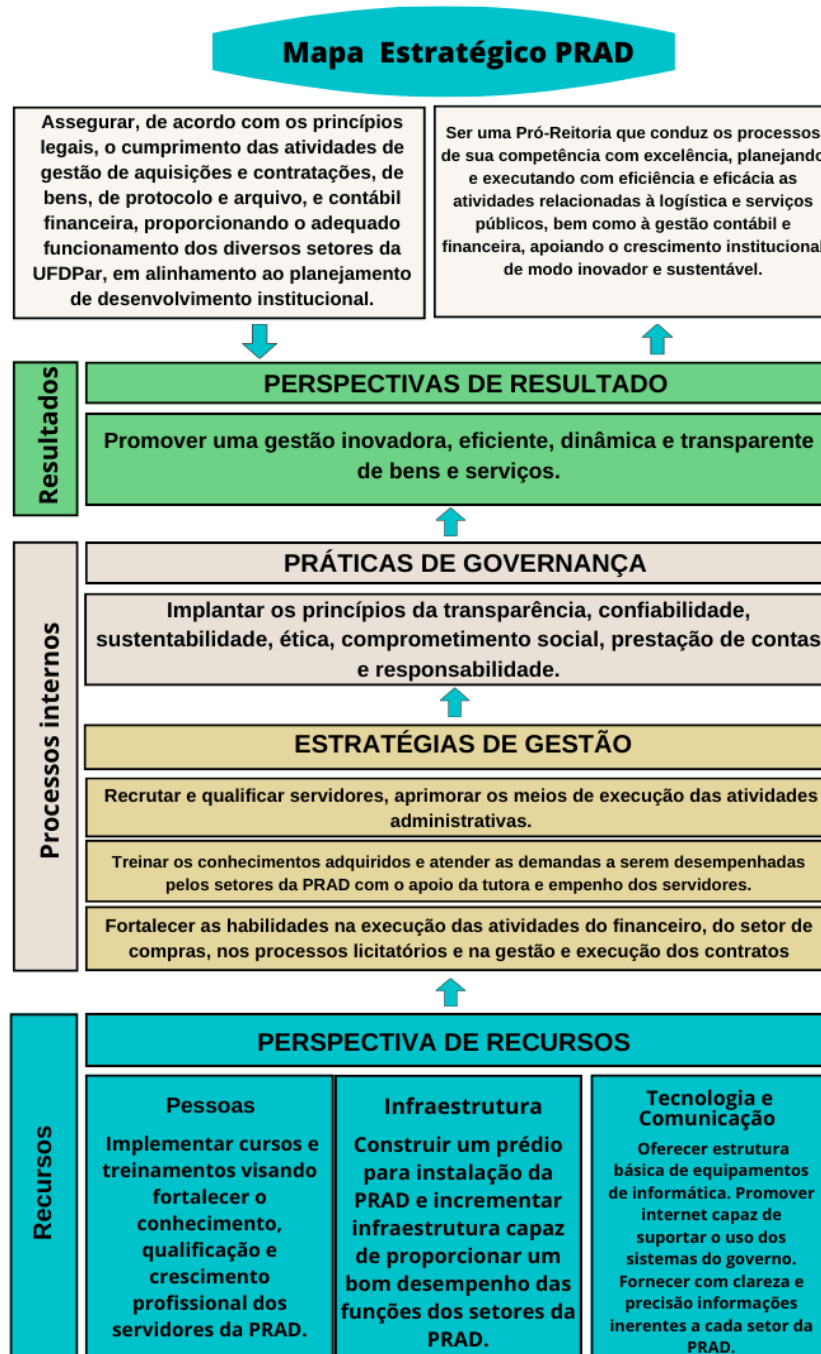 Mapa Estratégico PRAD
Assegurar, de acordo com os princípios
legais, o cumprimento das atividades de
gestão de aquisições e contratações, de
bens, de protocolo e arquivo, e contábil
financeira, proporcionando o adequado
funcionamento dos diversos setores da
UFDPar, em alinhamento ao planejamento
de desenvolvimento institucional.
Ser uma Pró-Reitoria que conduz os processos
de sua competência com excelência, planejando
e executando com eficiência e eficácia as
atividades relacionadas à logística e serviços
públicos, bem como à gestão contábil e
financeira, apoiando o crescimento institucional
de modo inovador e sustentável.
Resultados
PERSPECTIVAS DE RESULTADO
Promover uma gestão inovadora, eficiente, dinâmica e transparente
de bens e serviços.
Processos internos
PRÁTICAS DE GOVERNANÇA
Implantar os princípios da transparência, confiabilidade,
sustentabilidade, ética, comprometimento social, prestação de contas
e responsabilidade.
ESTRATÉGIAS DE GESTÃO
Recrutar e qualificar servidores, aprimorar os meios de execução das atividades
administrativas.
Treinar os conhecimentos adquiridos e atender as demandas a serem desempenhadas
pelos setores da PRAD com o apoio da tutora e empenho dos servidores.
Fortalecer as habilidades na execução das atividades do financeiro, do setor de
compras, nos processos licitatórios e na gestão e execução dos contratos
Recursos
PERSPECTIVA DE RECURSOS
Pessoas
Implementar cursos e
treinamentos visando
fortalecer o
conhecimento,
qualificação e
crescimento
profissional dos
servidores da PRAD.
Infraestrutura
Construir um prédio
para instalação da
PRAD e incrementar
infraestrutura capaz
de proporcionar um
bom desempenho das
funções dos setores da
PRAD.
Tecnologia e
Comunicação
Oferecer estrutura
básica de equipamentos
de informática. Promover
internet capaz de
suportar o uso dos
sistemas do governo.
Fornecer com clareza e
precisão informações
inerentes a cada setor da
PRAD.